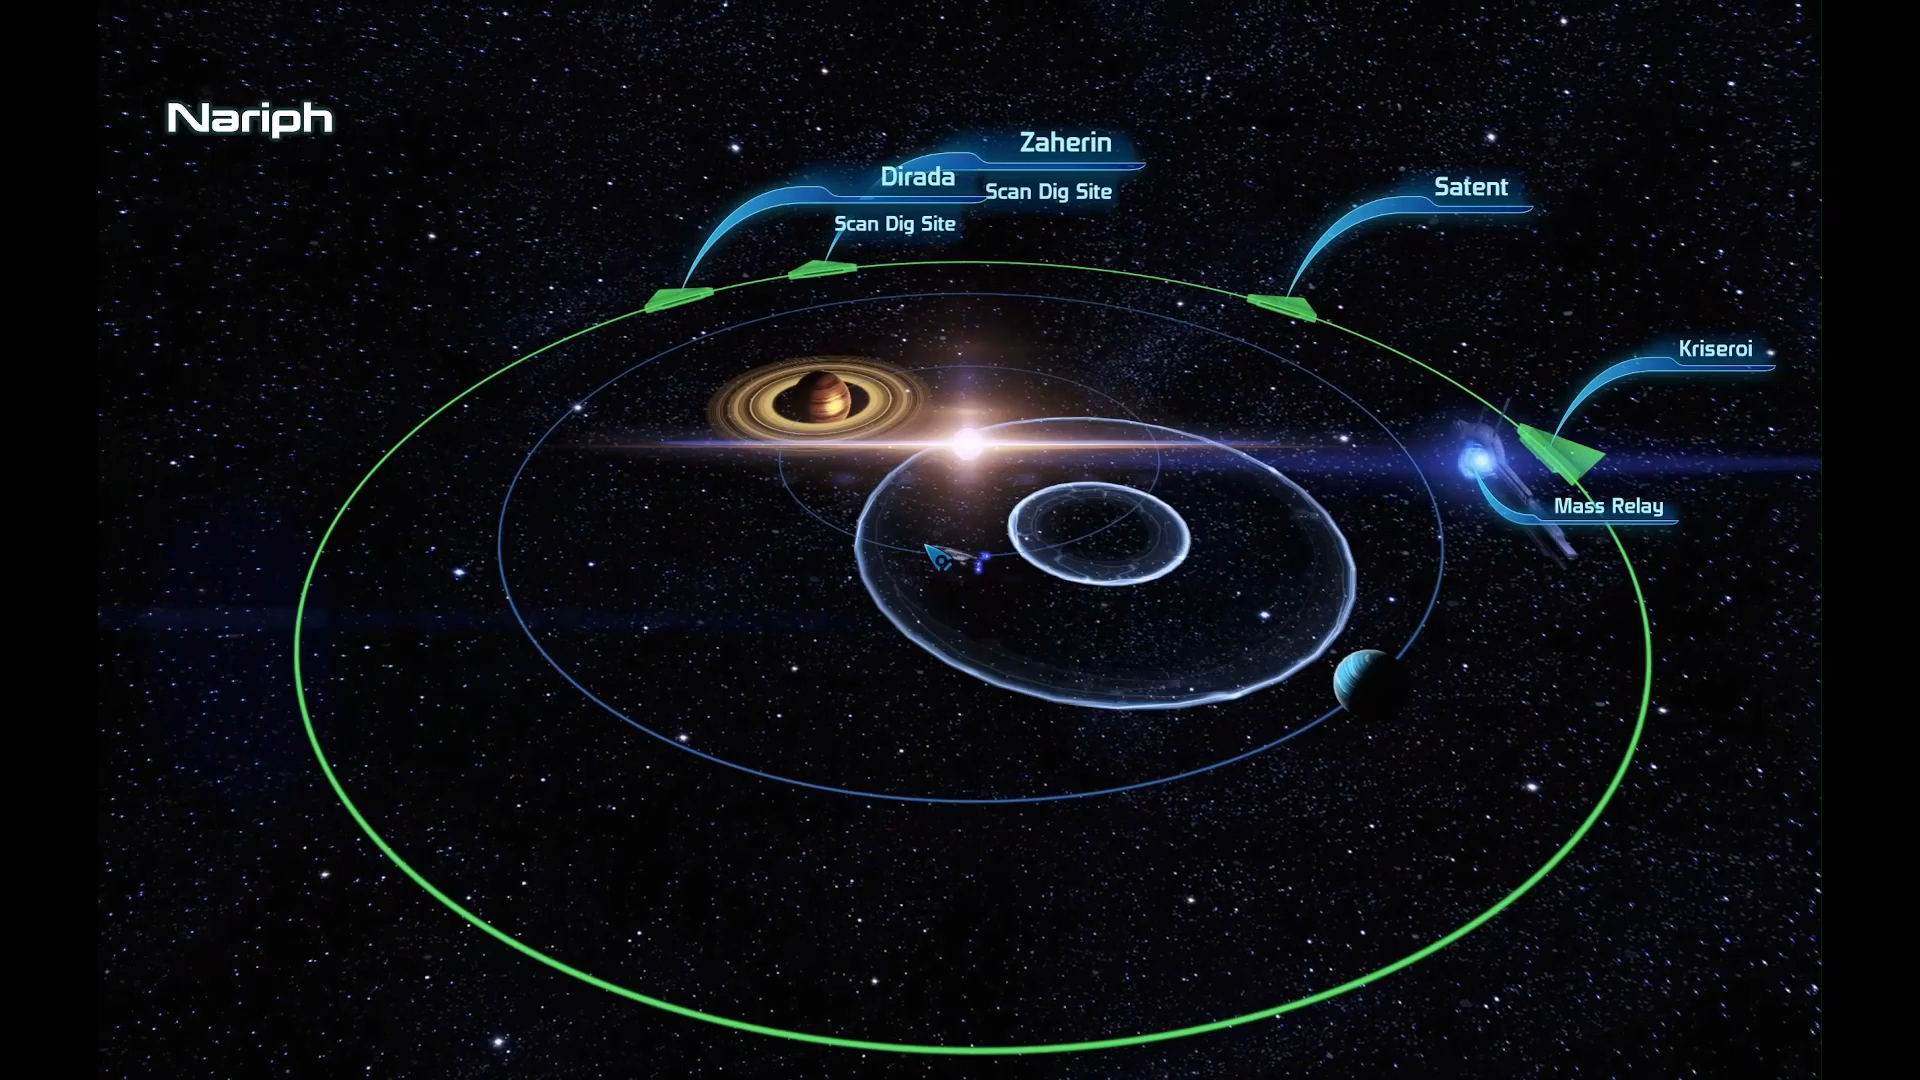 Nariph
Zaherin
Scan Dig Site
Dirada
Scan Dig Site
Satent
Kriseroi
Mass Relay